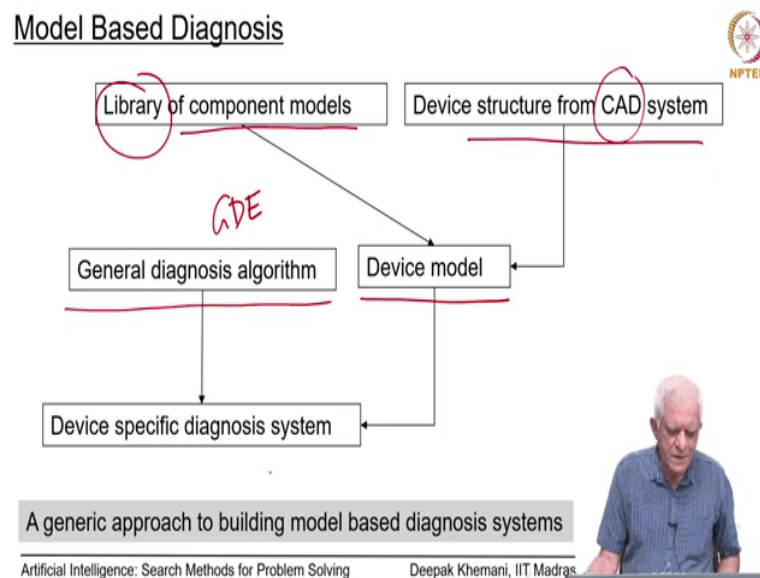 Model Based Diagnosis
NPTEL
Library of component models
Device structure from CAD system
GDE
General diagnosis algorithm
Device model
Device specific diagnosis system
A generic approach to building model based diagnosis systems
Artificial Intelligence: Search Methods for Problem Solving
Deepak Khemani, IIT Madras